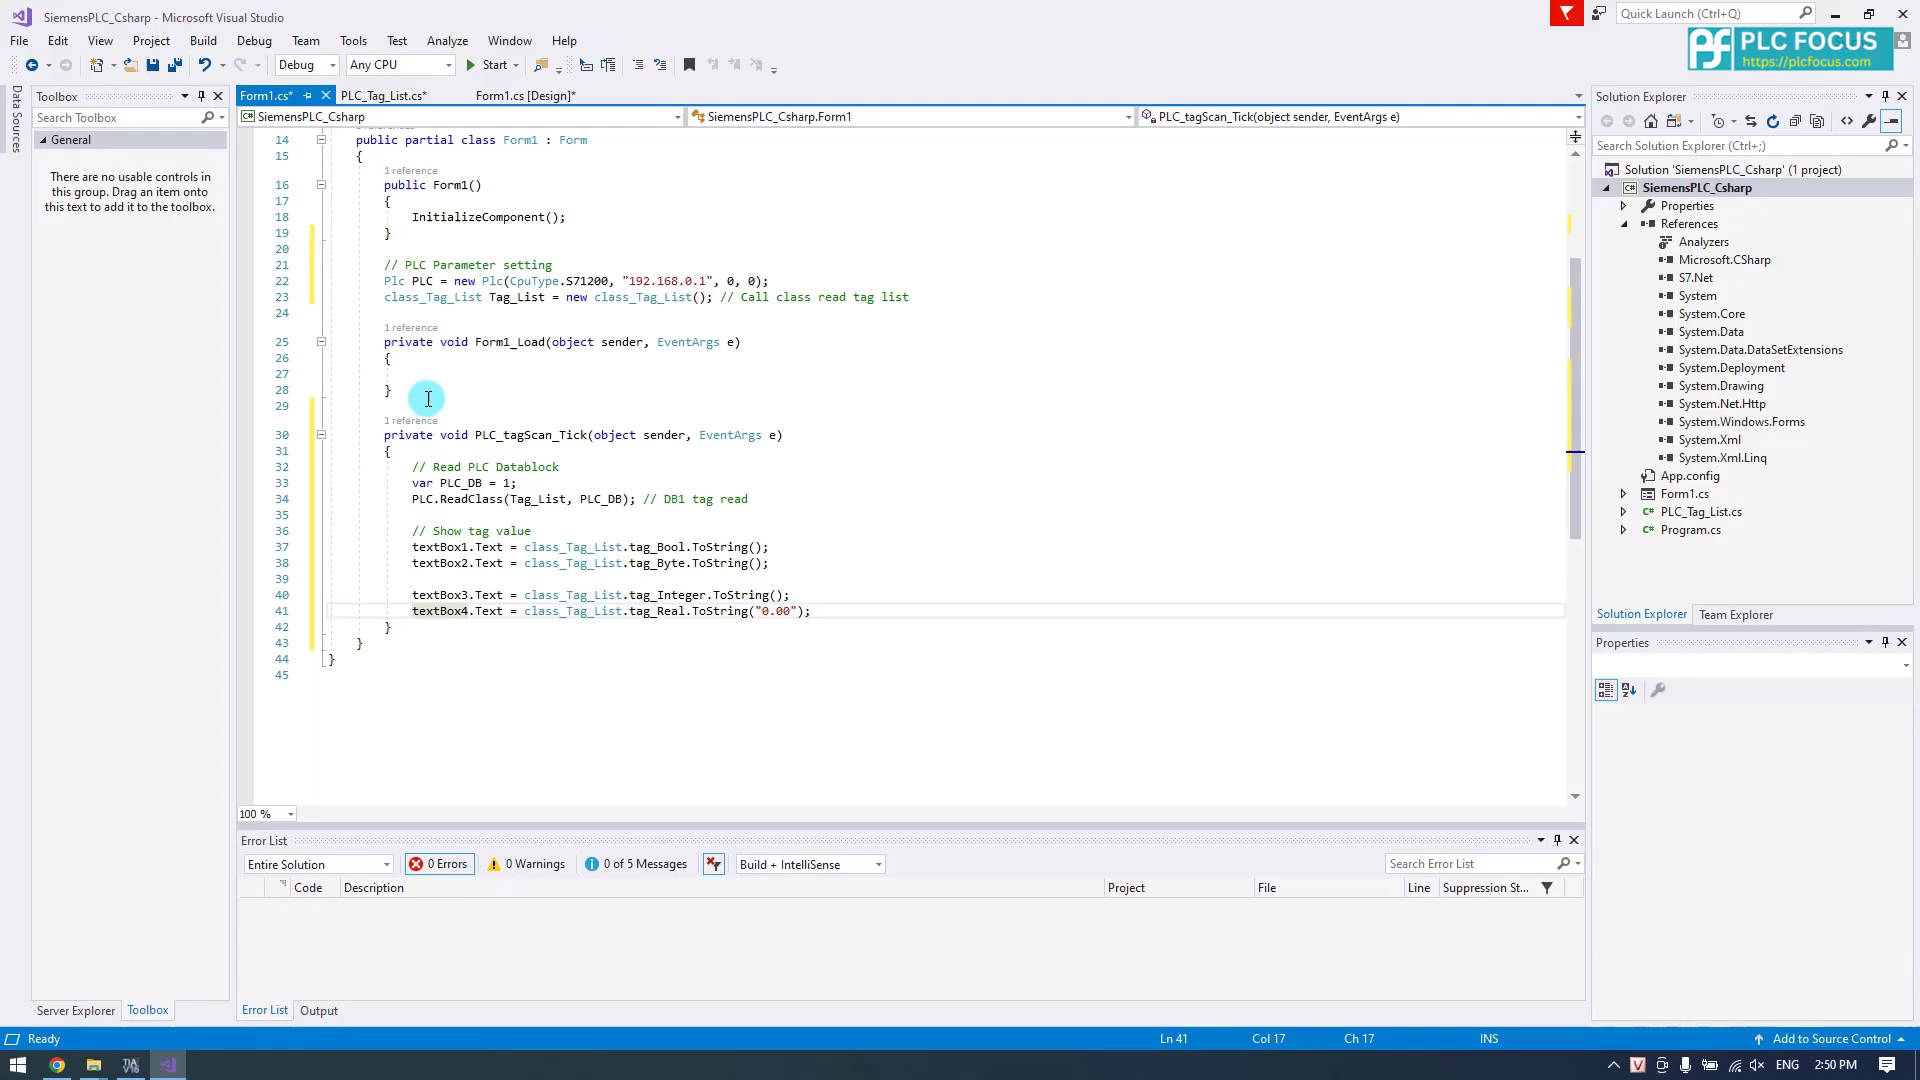 SiemensPLC_Csharp - Microsoft Visual Studio
Quick Launch (Ctrl+Q)
File Edit View Project Build Debug Team Tools Test Analyze Window Help
PLC FOCUS
https://plcfocus.com
Debug Any CPU Start
Data Sources
Toolbox
Search Toolbox
General
There are no usable controls in
this group. Drag an item onto
this text to add it to the toolbox.
Form1.cs* PLC_Tag_List.cs* Form1.cs [Design]*
SiemensPLC_Csharp SiemensPLC_Csharp.Form1 PLC_tagScan_Tick(object sender, EventArgs e)
14 public partial class Form1 : Form
15 {
1 reference
16 public Form1()
17 {
18 InitializeComponent();
19 }
20
21 // PLC Parameter setting
22 Plc PLC = new Plc(CpuType.S71200, "192.168.0.1", 0, 0);
23 class_Tag_List Tag_List = new class_Tag_List(); // Call class read tag list
24
1 reference
25 private void Form1_Load(object sender, EventArgs e)
26 {
27
28 }
29
1 reference
30 private void PLC_tagScan_Tick(object sender, EventArgs e)
31 {
32 // Read PLC Datablock
33 var PLC_DB = 1;
34 PLC.ReadClass(Tag_List, PLC_DB); // DB1 tag read
35
36 // Show tag value
37 textBox1.Text = class_Tag_List.tag_Bool.ToString();
38 textBox2.Text = class_Tag_List.tag_Byte.ToString();
39
40 textBox3.Text = class_Tag_List.tag_Integer.ToString();
41 textBox4.Text = class_Tag_List.tag_Real.ToString("0.00");
42 }
43 }
44 }
45
100 %
Solution Explorer
Search Solution Explorer (Ctrl+;)
Solution 'SiemensPLC_Csharp' (1 project)
SiemensPLC_Csharp
Properties
References
Analyzers
Microsoft.CSharp
S7.Net
System
System.Core
System.Data
System.Data.DataSetExtensions
System.Deployment
System.Drawing
System.Net.Http
System.Windows.Forms
System.Xml
System.Xml.Linq
App.config
Form1.cs
PLC_Tag_List.cs
Program.cs
Solution Explorer Team Explorer
Properties
Error List
Entire Solution 0 Errors 0 Warnings 0 of 5 Messages Build + IntelliSense Search Error List
Code Description Project File Line Suppression St...
Server Explorer Toolbox Error List Output
Ready Ln 41 Col 17 Ch 17 INS Add to Source Control
ENG 2:50 PM